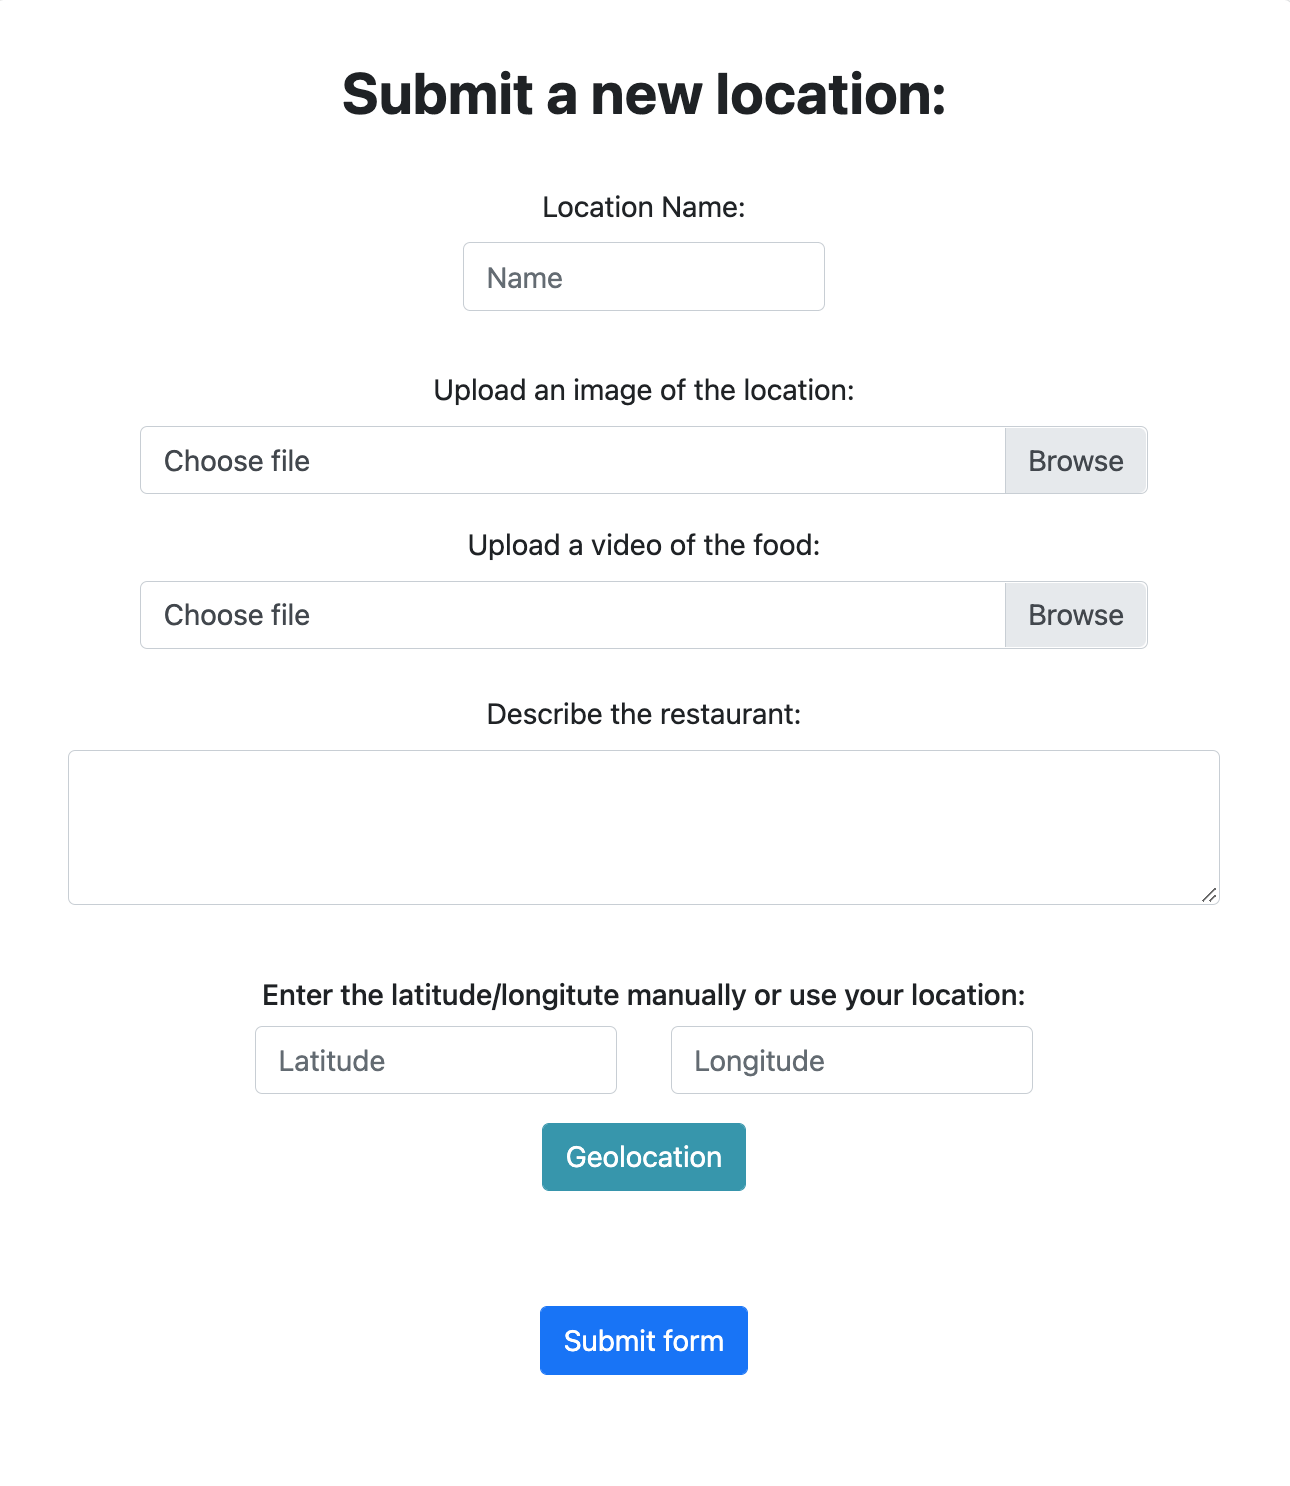 Submit a new location:
Location Name:
Name
Upload an image of the location:
Choose file Browse
Upload a video of the food:
Choose file Browse
Describe the restaurant:
Enter the latitude/longitute manually or use your location:
Latitude Longitude
Geolocation
Submit form